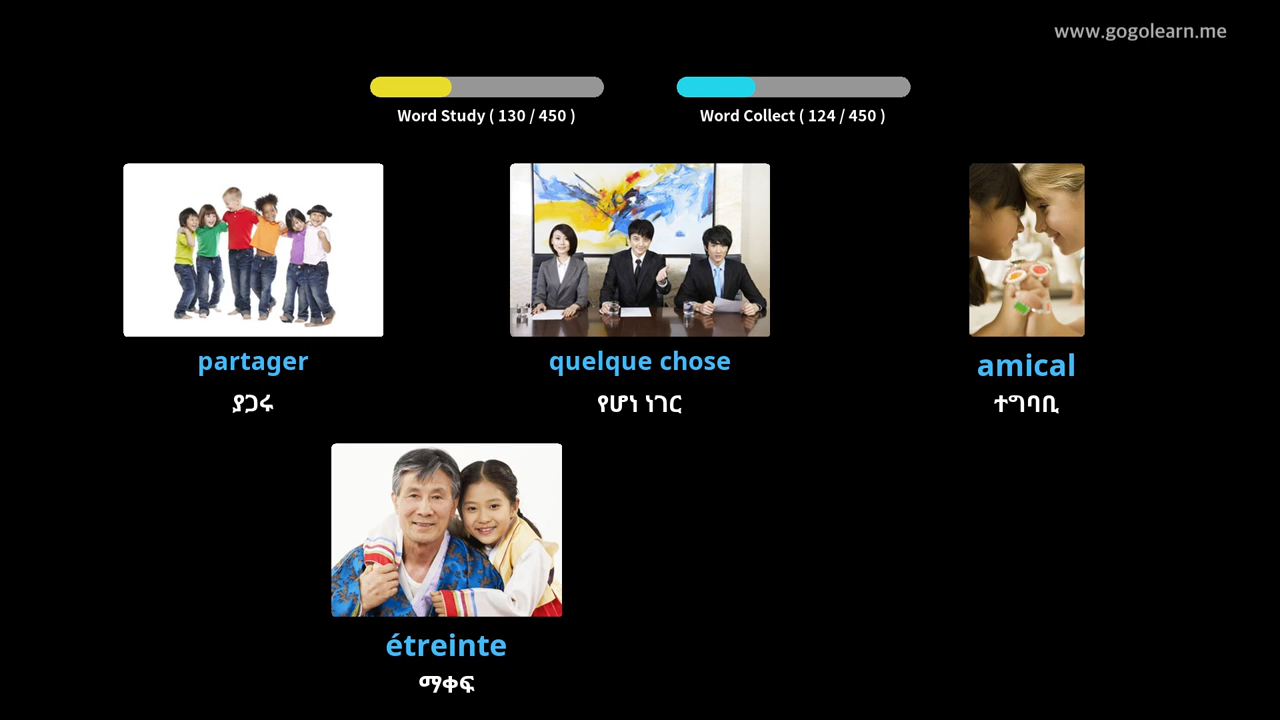 www.gogolearn.me
Word Study ( 130 / 450 )
Word Collect ( 124 / 450 )
partager
ያጋሩ
quelque chose
የሆነ ነገር
amical
ተግባቢ
étreinte
ማቀፍ